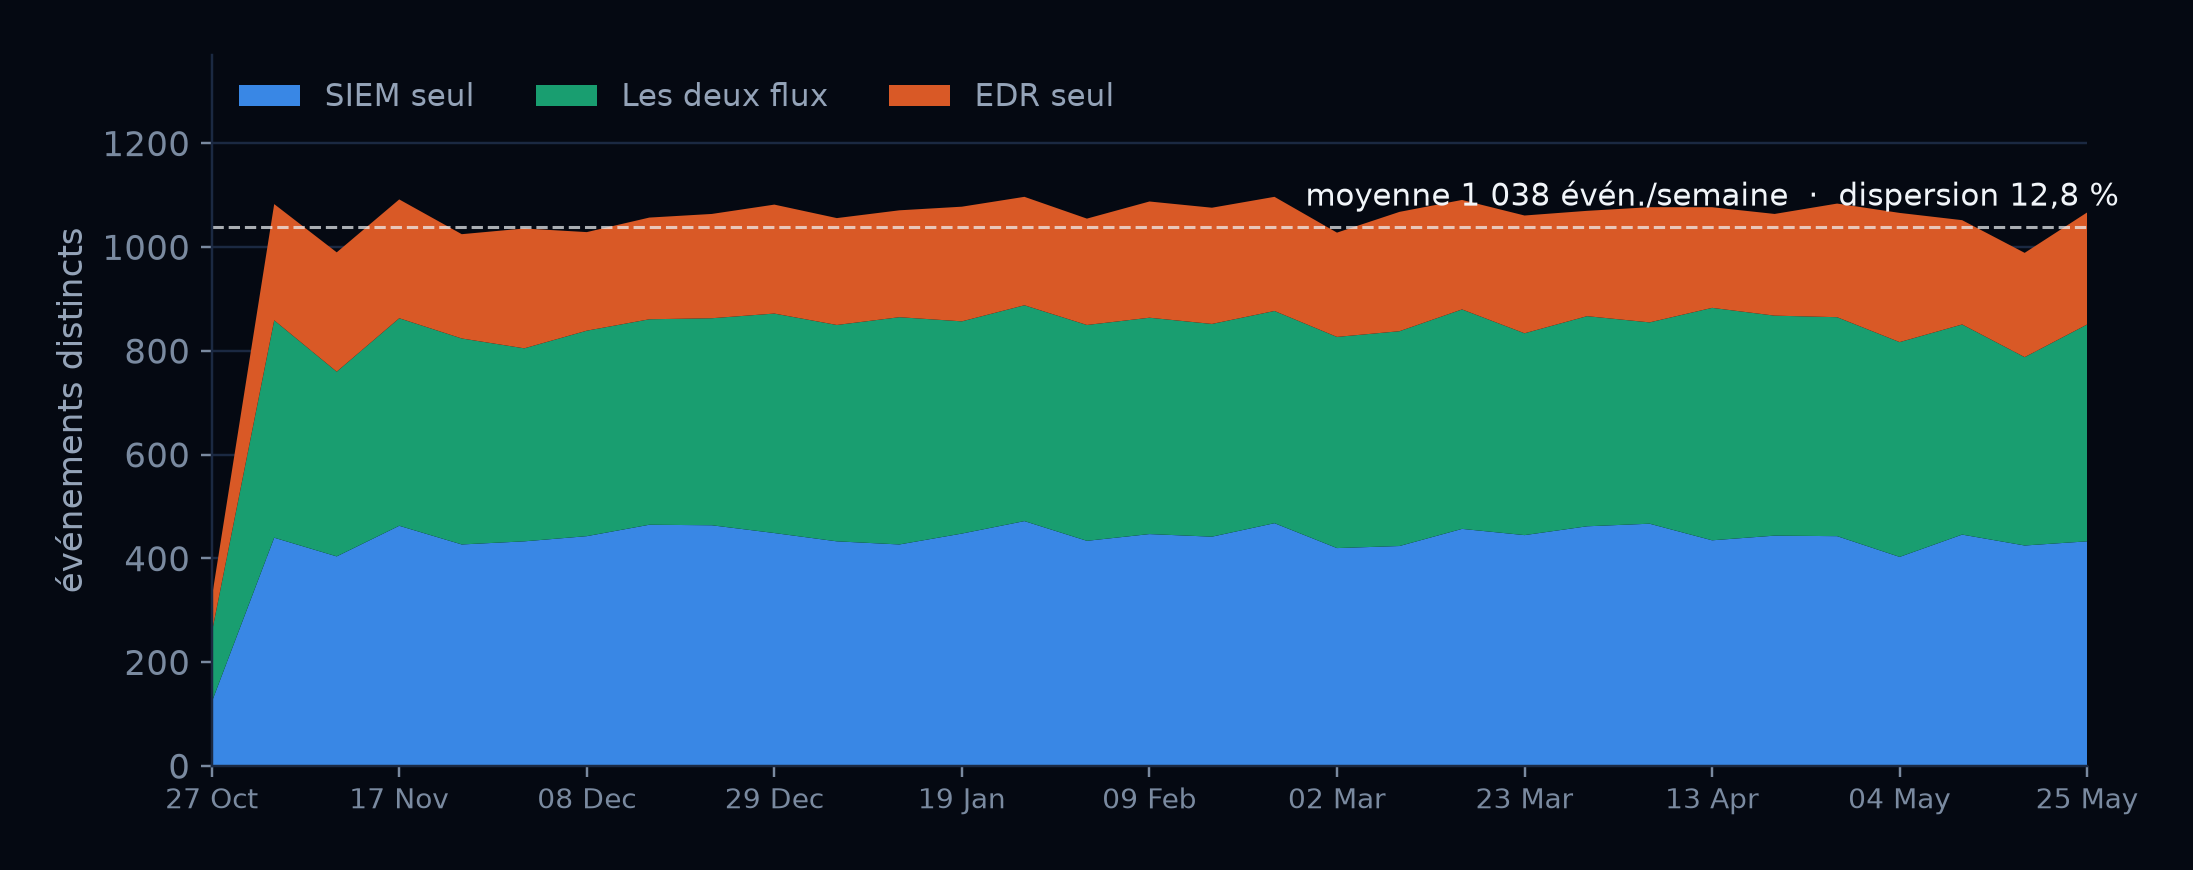 SIEM seul Les deux flux EDR seul
moyenne 1 038 évén./semaine · dispersion 12,8 %
événements distincts
1200
1000
800
600
400
200
0
27 Oct 17 Nov 08 Dec 29 Dec 19 Jan 09 Feb 02 Mar 23 Mar 13 Apr 04 May 25 May